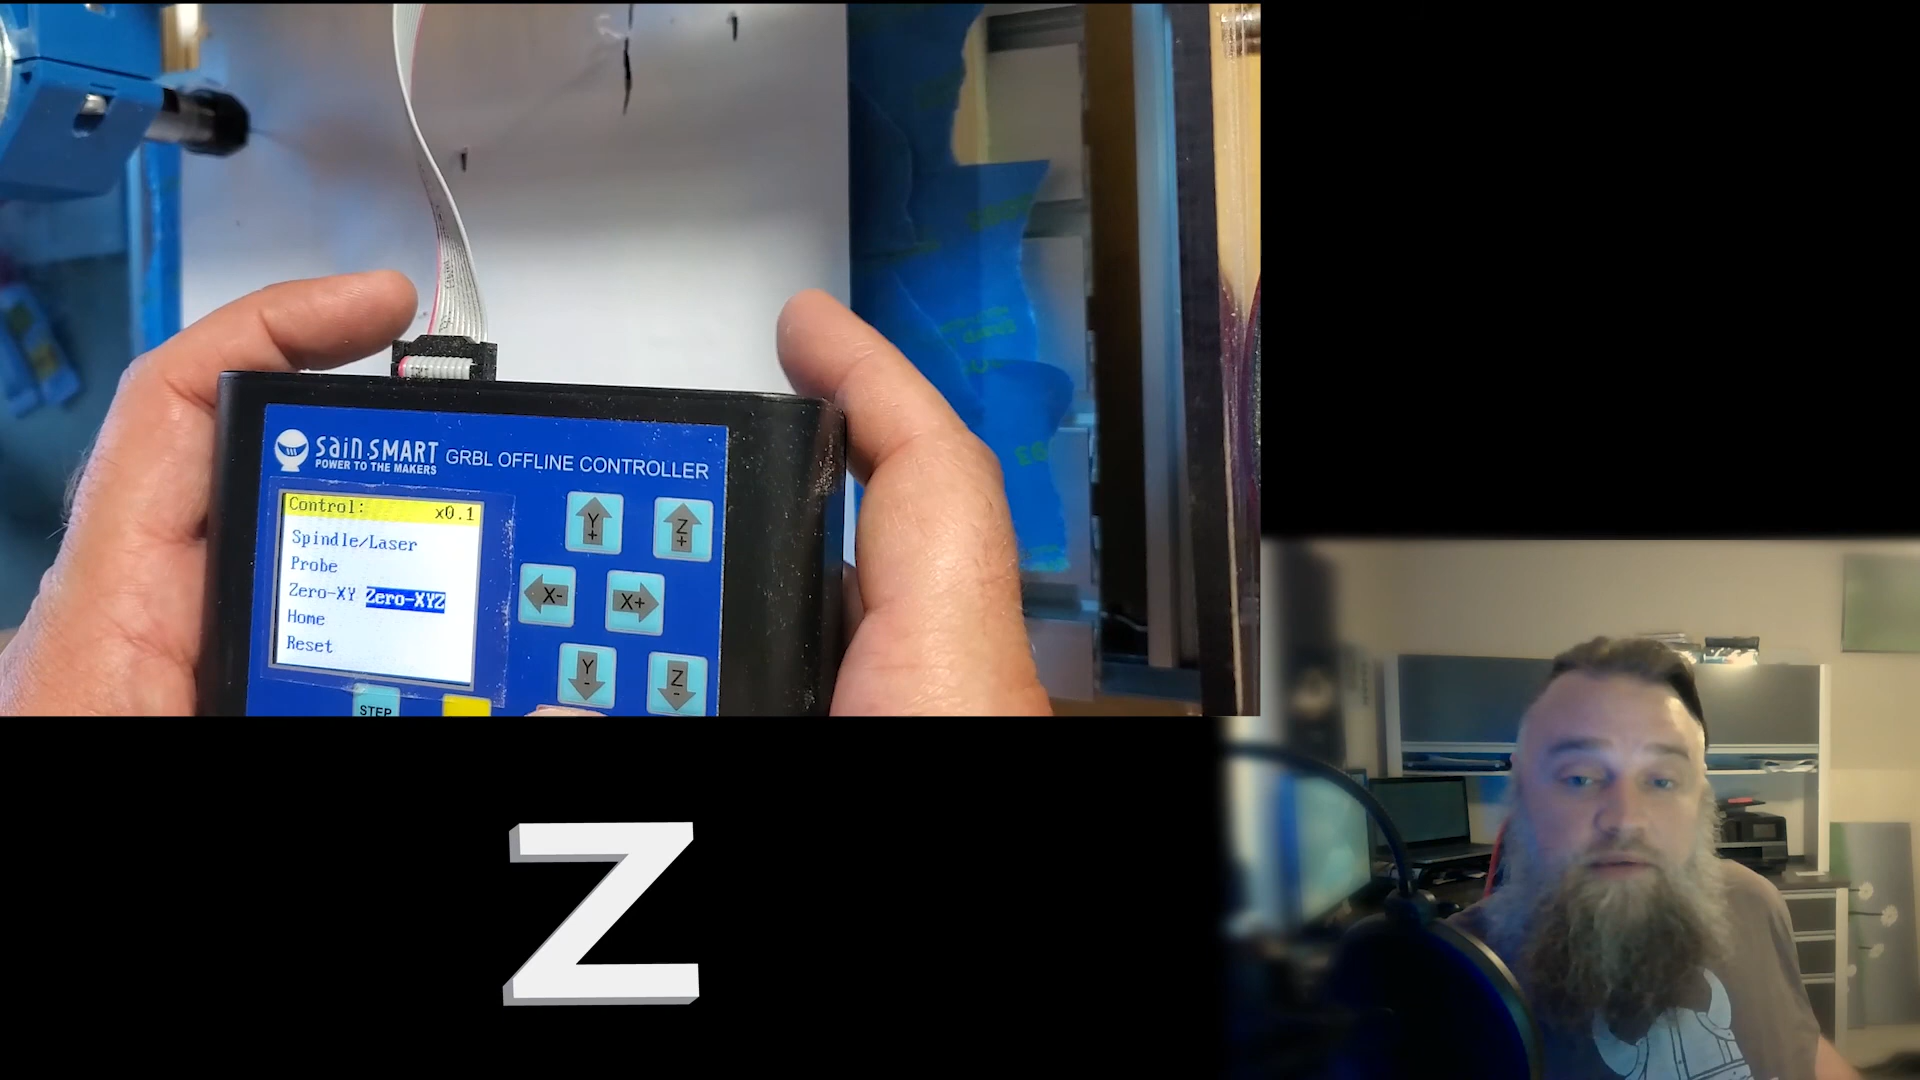 SainSMART
POWER TO THE MAKERS
GRBL OFFLINE CONTROLLER
Control: x0.1
Spindle/Laser
Probe
Zero-XY Zero-XYZ
Home
Reset
Y+
Z+
X-
X+
Y-
Z-
STEP
Z